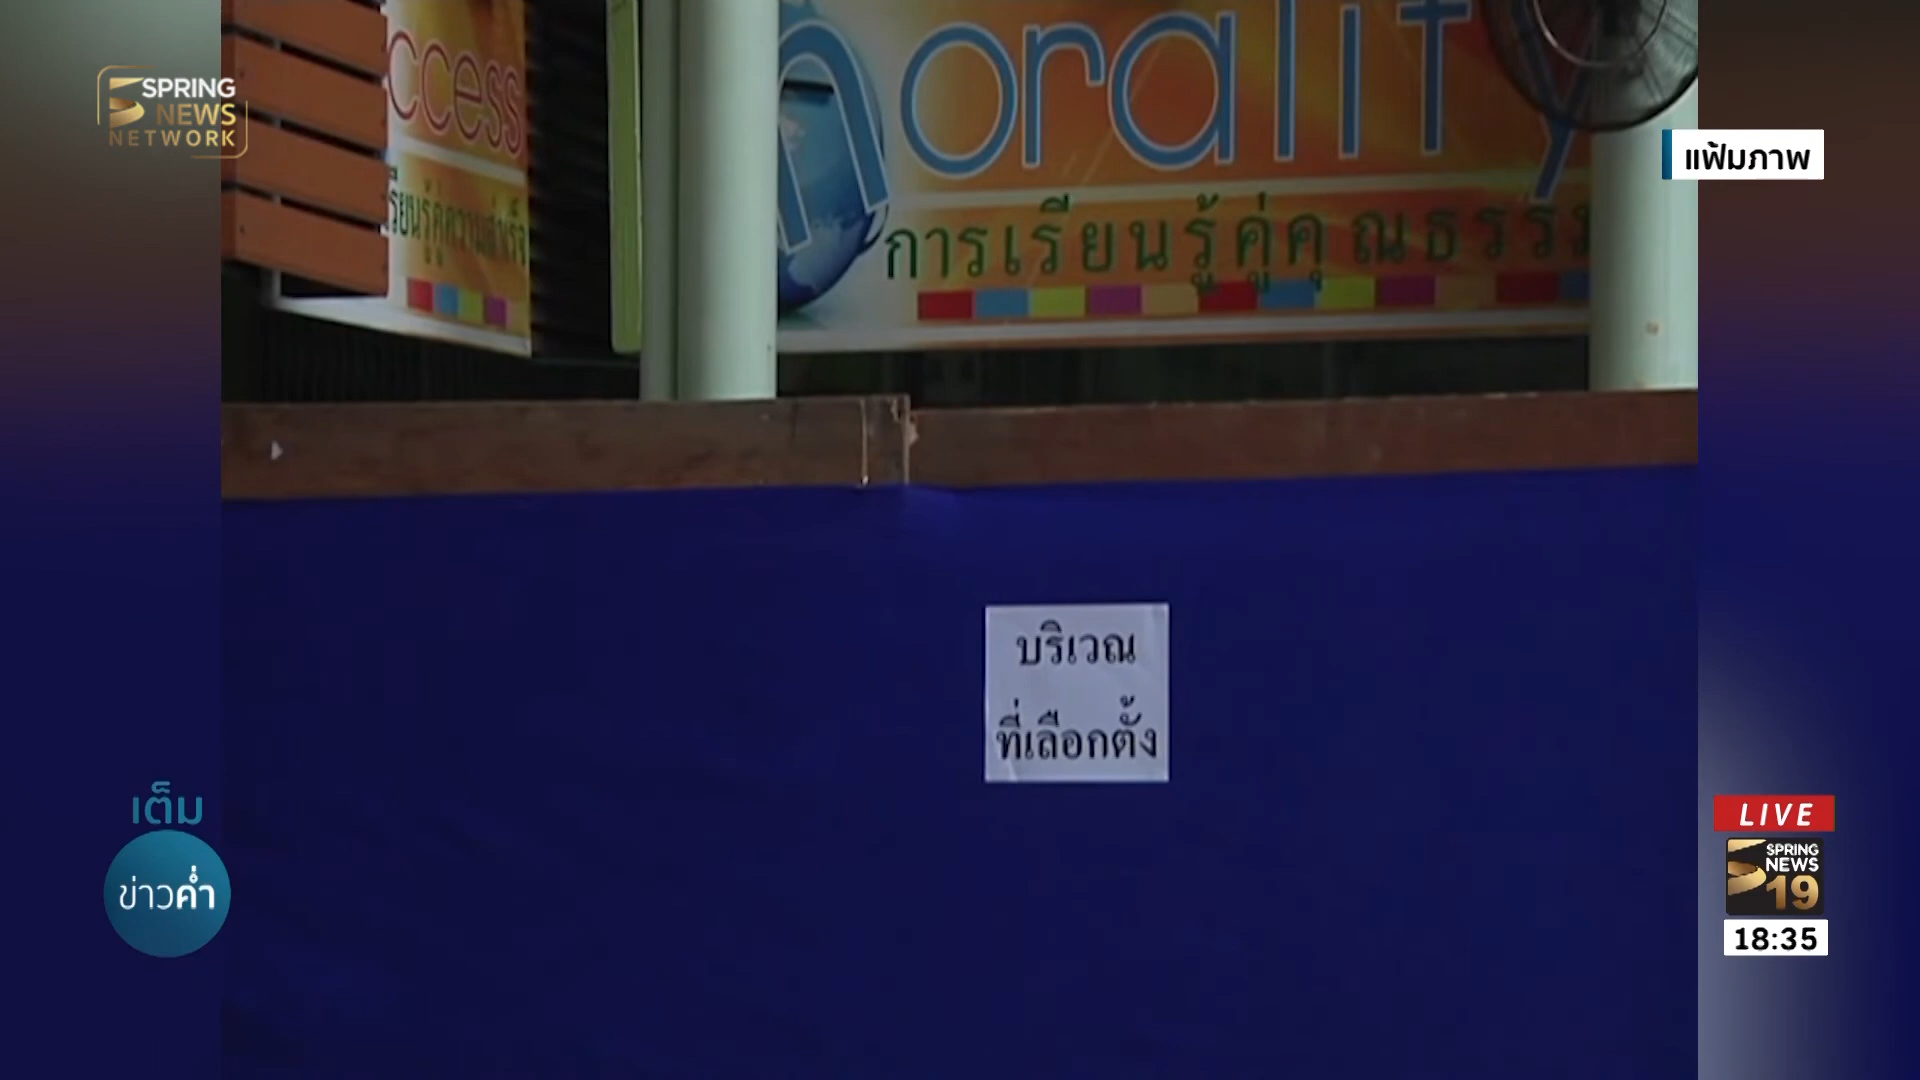 SPRING
NEWS
NETWORK
ccess
morality
แฟ้มภาพ
การเรียนรู้คู่คุณธรรม
บริเวณ
ที่เลือกตั้ง
เต็ม
ข่าวค่ำ
LIVE
SPRING
NEWS
19
18:35